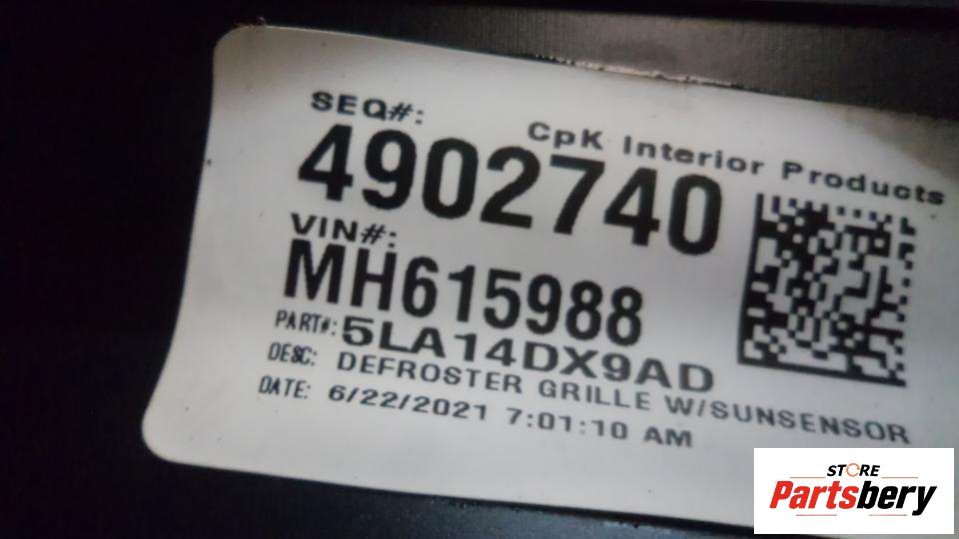 SEQ#:
CpK Interior Products
4902740
VIN#:
MH615988
PART#: 5LA14DX9AD
DESC: DEFROSTER GRILLE W/SUNSENSOR
DATE: 6/22/2021 7:01:10 AM
STORE
Partsbery